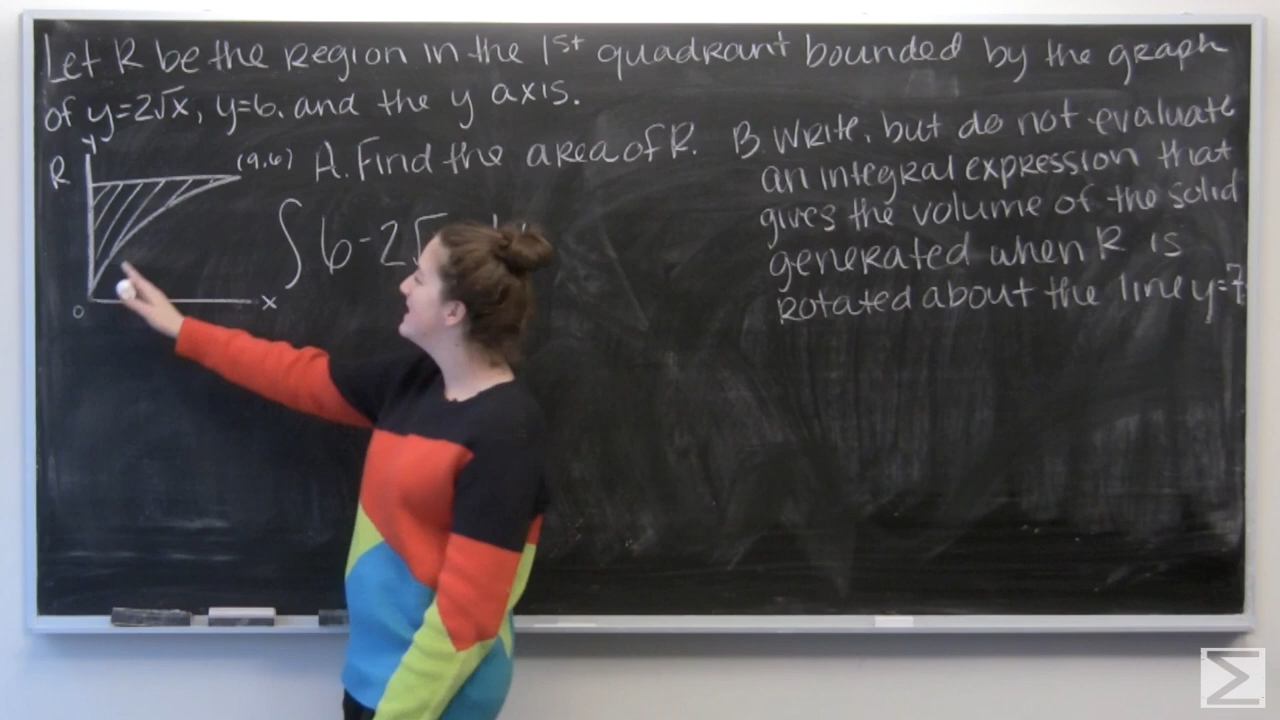 Let R be the region in the 1st quadrant bounded by the graph
of y=2√x, y=6. and the y axis.
y
R
(9,6)
x
0
A. Find the area of R.
∫ 6-2√
B Write, but do not evaluate
an integral expression that
gives the volume of the solid
generated when R is
rotated about the line y=7
Σ